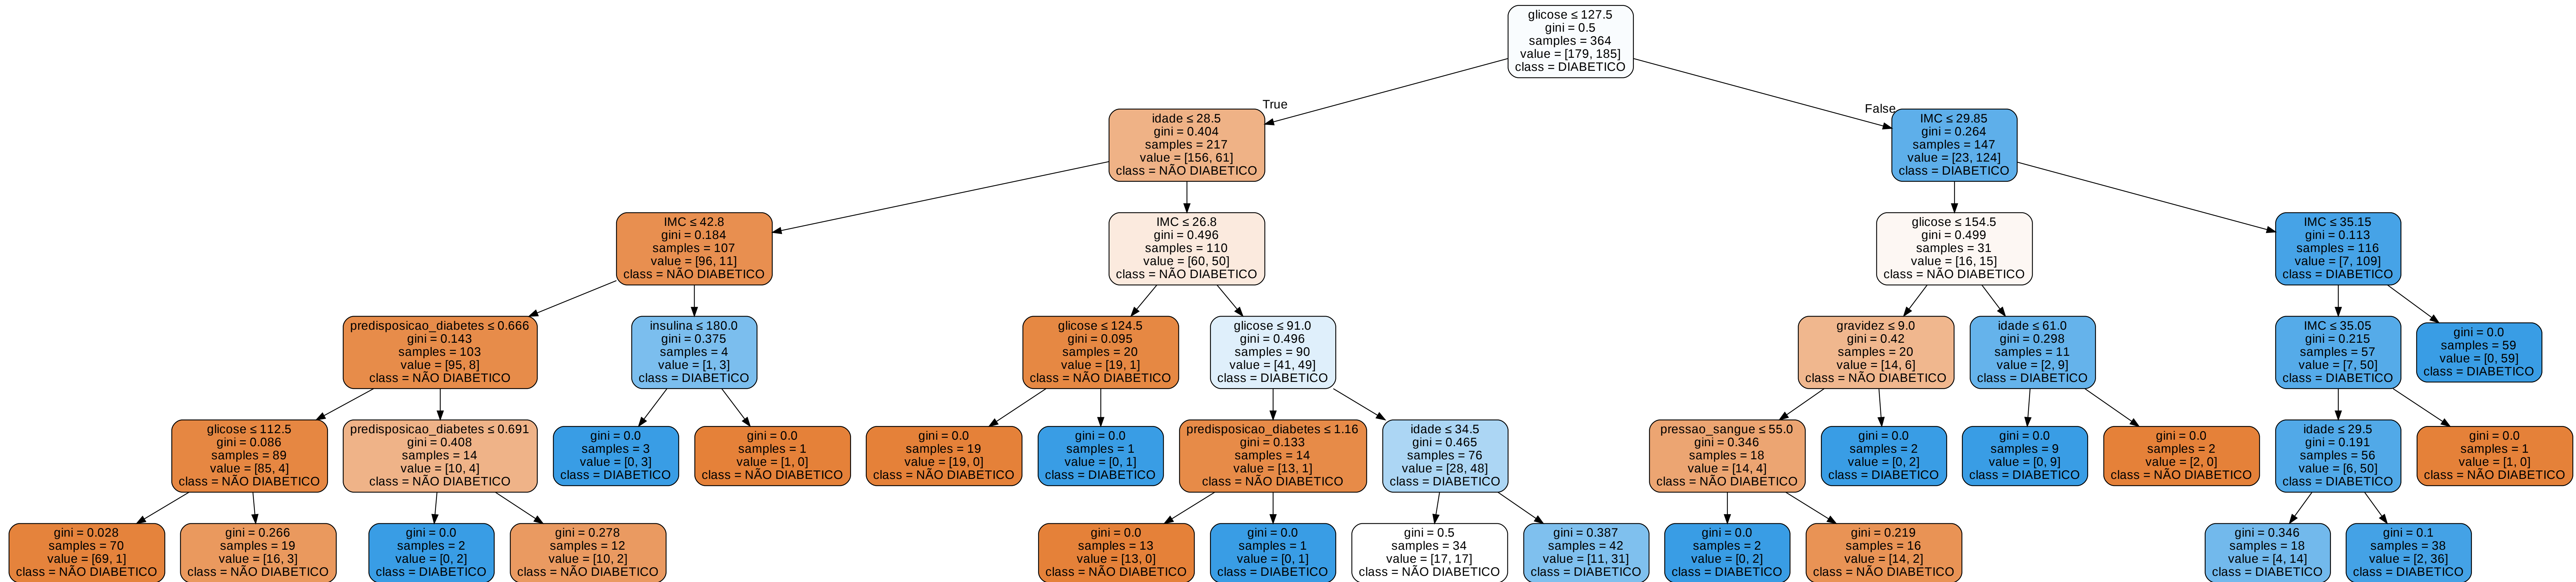 glicose ≤ 127.5
gini = 0.5
samples = 364
value = [179, 185]
class = DIABETICO
True
False
idade ≤ 28.5
gini = 0.404
samples = 217
value = [156, 61]
class = NÃO DIABETICO
IMC ≤ 29.85
gini = 0.264
samples = 147
value = [23, 124]
class = DIABETICO
IMC ≤ 42.8
gini = 0.184
samples = 107
value = [96, 11]
class = NÃO DIABETICO
IMC ≤ 26.8
gini = 0.496
samples = 110
value = [60, 50]
class = NÃO DIABETICO
glicose ≤ 154.5
gini = 0.499
samples = 31
value = [16, 15]
class = NÃO DIABETICO
IMC ≤ 35.15
gini = 0.113
samples = 116
value = [7, 109]
class = DIABETICO
predisposicao_diabetes ≤ 0.666
gini = 0.143
samples = 103
value = [95, 8]
class = NÃO DIABETICO
insulina ≤ 180.0
gini = 0.375
samples = 4
value = [1, 3]
class = DIABETICO
glicose ≤ 124.5
gini = 0.095
samples = 20
value = [19, 1]
class = NÃO DIABETICO
glicose ≤ 91.0
gini = 0.496
samples = 90
value = [41, 49]
class = DIABETICO
gravidez ≤ 9.0
gini = 0.42
samples = 20
value = [14, 6]
class = NÃO DIABETICO
idade ≤ 61.0
gini = 0.298
samples = 11
value = [2, 9]
class = DIABETICO
IMC ≤ 35.05
gini = 0.215
samples = 57
value = [7, 50]
class = DIABETICO
gini = 0.0
samples = 59
value = [0, 59]
class = DIABETICO
glicose ≤ 112.5
gini = 0.086
samples = 89
value = [85, 4]
class = NÃO DIABETICO
predisposicao_diabetes ≤ 0.691
gini = 0.408
samples = 14
value = [10, 4]
class = NÃO DIABETICO
gini = 0.0
samples = 3
value = [0, 3]
class = DIABETICO
gini = 0.0
samples = 1
value = [1, 0]
class = NÃO DIABETICO
gini = 0.0
samples = 19
value = [19, 0]
class = NÃO DIABETICO
gini = 0.0
samples = 1
value = [0, 1]
class = DIABETICO
predisposicao_diabetes ≤ 1.16
gini = 0.133
samples = 14
value = [13, 1]
class = NÃO DIABETICO
idade ≤ 34.5
gini = 0.465
samples = 76
value = [28, 48]
class = DIABETICO
pressao_sangue ≤ 55.0
gini = 0.346
samples = 18
value = [14, 4]
class = NÃO DIABETICO
gini = 0.0
samples = 2
value = [0, 2]
class = DIABETICO
gini = 0.0
samples = 9
value = [0, 9]
class = DIABETICO
gini = 0.0
samples = 2
value = [2, 0]
class = NÃO DIABETICO
idade ≤ 29.5
gini = 0.191
samples = 56
value = [6, 50]
class = DIABETICO
gini = 0.0
samples = 1
value = [1, 0]
class = NÃO DIABETICO
gini = 0.028
samples = 70
value = [69, 1]
class = NÃO DIABETICO
gini = 0.266
samples = 19
value = [16, 3]
class = NÃO DIABETICO
gini = 0.0
samples = 2
value = [0, 2]
class = DIABETICO
gini = 0.278
samples = 12
value = [10, 2]
class = NÃO DIABETICO
gini = 0.0
samples = 13
value = [13, 0]
class = NÃO DIABETICO
gini = 0.0
samples = 1
value = [0, 1]
class = DIABETICO
gini = 0.5
samples = 34
value = [17, 17]
class = NÃO DIABETICO
gini = 0.387
samples = 42
value = [11, 31]
class = DIABETICO
gini = 0.0
samples = 2
value = [0, 2]
class = DIABETICO
gini = 0.219
samples = 16
value = [14, 2]
class = NÃO DIABETICO
gini = 0.346
samples = 18
value = [4, 14]
class = DIABETICO
gini = 0.1
samples = 38
value = [2, 36]
class = DIABETICO